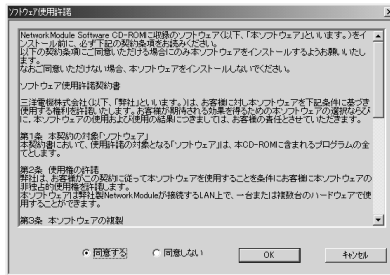 ソフトウェア使用許諾
Network Module Software CD-ROMに収録のソフトウェア(以下、「本ソフトウェア」といいます。)をイ
ンストール前に、必ず下記の契約条項をお読みください。
以下の契約条項にご同意いただける場合にのみ本ソフトウェアをインストールするようお願いいたし
ます。
なおご同意いただけない場合、本ソフトウェアをインストールしないでください。
ソフトウェア使用許諾契約書
三洋電機株式会社(以下、「弊社」といいます。)は、お客様に対し本ソフトウェアを下記条件に基づき
使用する権利を許諾いたします。お客様が期待される効果を得るための本ソフトウェアの選択ならび
に、本ソフトウェアの使用および使用の結果につきましては、お客様の責任とさせていただきます。
第1条 本契約の対象「ソフトウェア」
本契約書において、使用許諾の対象となる「ソフトウェア」は、本CD-ROMに含まれるプログラムの全
てとします。
第2条 使用権の許諾
弊社は、お客様がこの契約に従って本ソフトウェアを使用することを条件にお客様に本ソフトウェアの
非独占的使用権を許諾します。
本ソフトウェアは弊社製Network Moduleが接続するLAN上で、一台または複数台のハードウェアで使
用することができます。
第3条 本ソフトウェアの複製
同意する 同意しない OK キャンセル